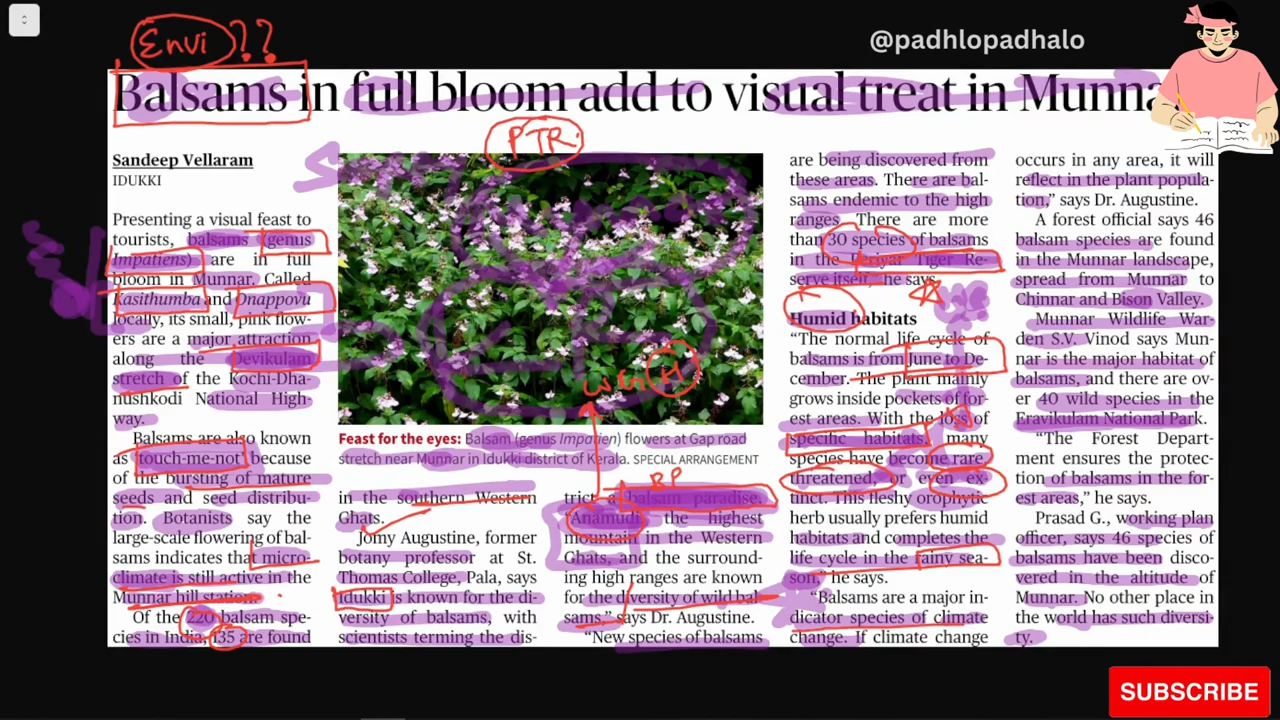 Envi??
@padhlopadhalo
Balsams in full bloom add to visual treat in Munna
PTR
Sandeep Vellaram
IDUKKI
Presenting a visual feast to
tourists, balsams (genus
Impatiens) are in full
bloom in Munnar. Called
Kasithumba and Onappovu
locally, its small, pink flow-
ers are a major attraction
along the Devikulam
stretch of the Kochi-Dha-
nushkodi National High-
way.
Balsams are also known
as touch-me-not because
of the bursting of mature
seeds and seed distribu-
tion. Botanists say the
large-scale flowering of bal-
sams indicates that micro-
climate is still active in the
Munnar hill station.
Of the 220 balsam spe-
cies in India, 135 are found
Feast for the eyes: Balsam (genus Impatien) flowers at Gap road
stretch near Munnar in Idukki district of Kerala. SPECIAL ARRANGEMENT
in the southern Western
Ghats.
Jomy Augustine, former
botany professor at St.
Thomas College, Pala, says
Idukki is known for the di-
versity of balsams, with
scientists terming the dis-
BP
trict a balsam paradise.
“Anamudi, the highest
mountain in the Western
Ghats, and the surround-
ing high ranges are known
for the diversity of wild bal-
sams,” says Dr. Augustine.
“New species of balsams
are being discovered from
these areas. There are bal-
sams endemic to the high
ranges. There are more
than 30 species of balsams
in the Periyar Tiger Re-
serve itself,” he says.
Humid habitats
“The normal life cycle of
balsams is from June to De-
cember. The plant mainly
grows inside pockets of for-
est areas. With the loss of
specific habitats, many
species have become rare,
threatened, or even ex-
tinct. This fleshy orophytic
herb usually prefers humid
habitats and completes the
life cycle in the rainy sea-
son,” he says.
“Balsams are a major in-
dicator species of climate
change. If climate change
occurs in any area, it will
reflect in the plant popula-
tion,” says Dr. Augustine.
A forest official says 46
balsam species are found
in the Munnar landscape,
spread from Munnar to
Chinnar and Bison Valley.
Munnar Wildlife War-
den S.V. Vinod says Mun-
nar is the major habitat of
balsams, and there are ov-
er 40 wild species in the
Eravikulam National Park.
“The Forest Depart-
ment ensures the protec-
tion of balsams in the for-
est areas,” he says.
Prasad G., working plan
officer, says 46 species of
balsams have been disco-
vered in the altitude of
Munnar. No other place in
the world has such diversi-
ty.
SUBSCRIBE